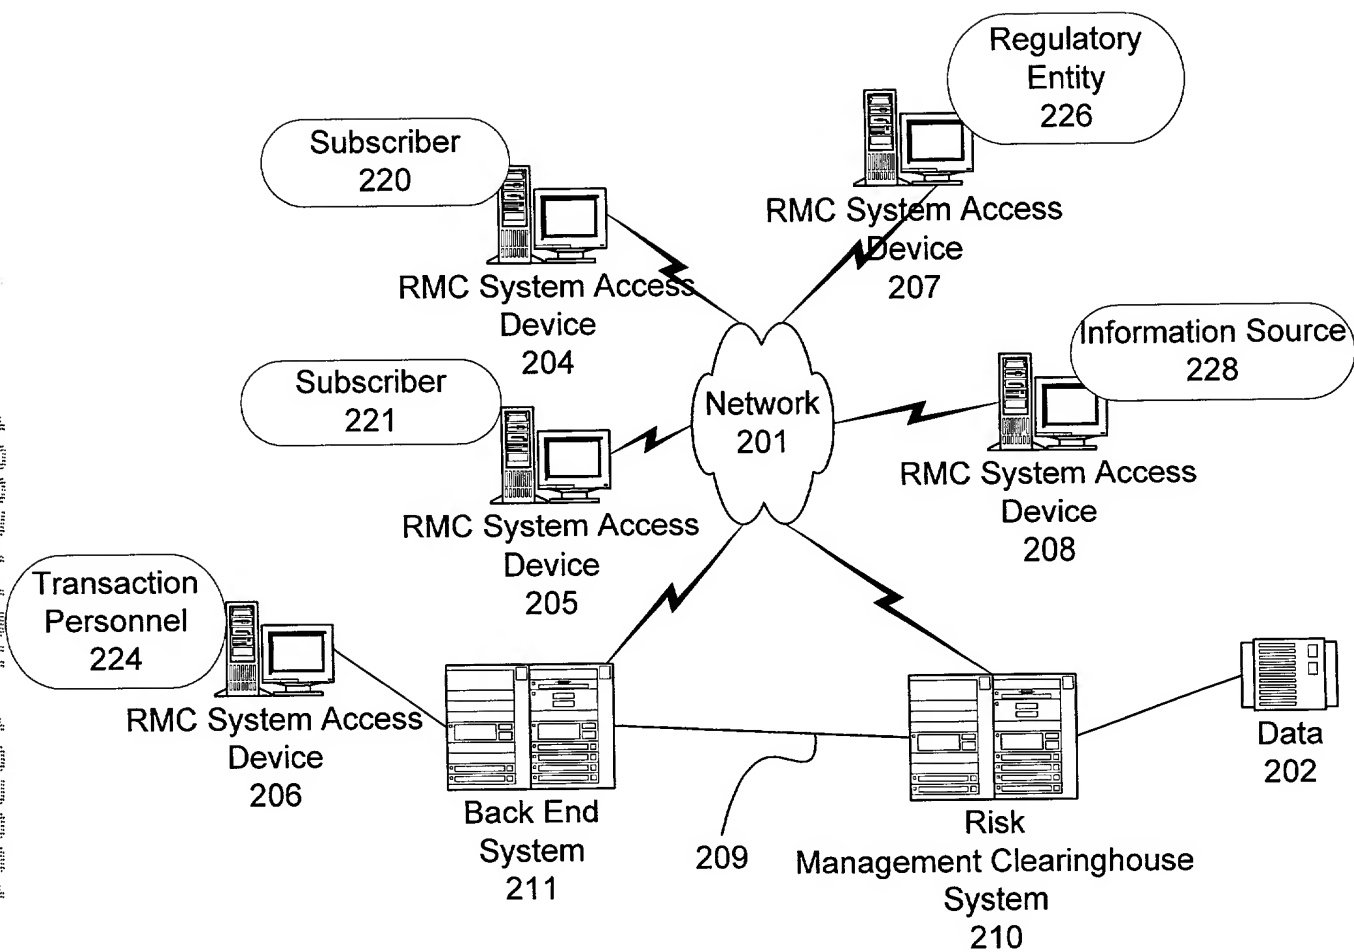 Regulatory
Entity
226
Subscriber
220
RMC System Access
Device
207
RMC System Access
Device
204
Information Source
228
Subscriber
221
Network
201
RMC System Access
Device
208
RMC System Access
Device
205
Transaction
Personnel
224
RMC System Access
Device
206
Data
202
Back End
System
211
209
Risk
Management Clearinghouse
System
210